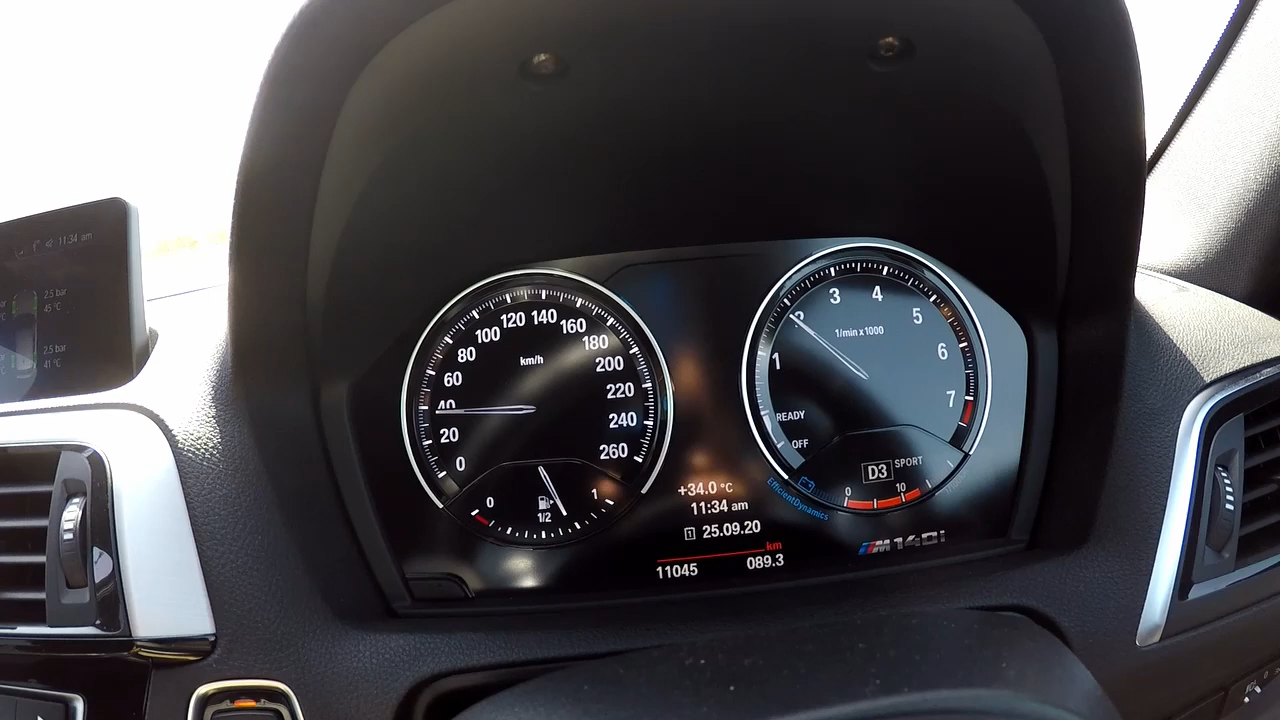 11:34 am
2.5 bar
45 °C
2.5 bar
41 °C
0
20
40
60
80
100
120
140
160
180
200
220
240
260
km/h
0
1/2
1
+34.0 °C
11:34 am
25.09.20
km
11045 089.3
OFF
READY
1
2
3
4
5
6
7
1/min x 1000
D3 SPORT
0 10
EfficientDynamics
M140i